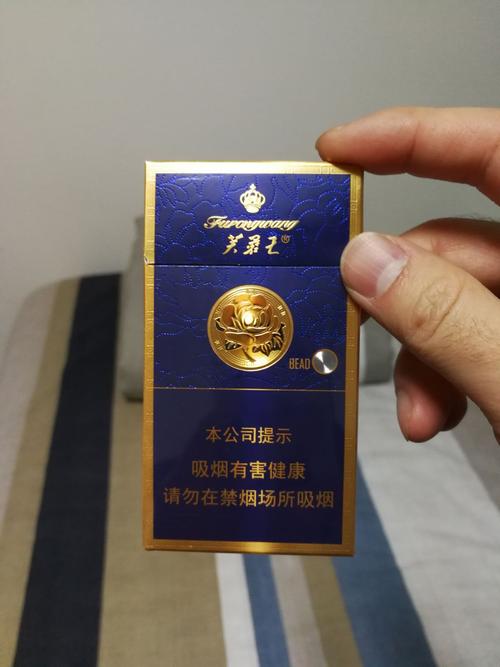 Furongwang
芙蓉王®
BEAD
本公司提示
吸烟有害健康
请勿在禁烟场所吸烟